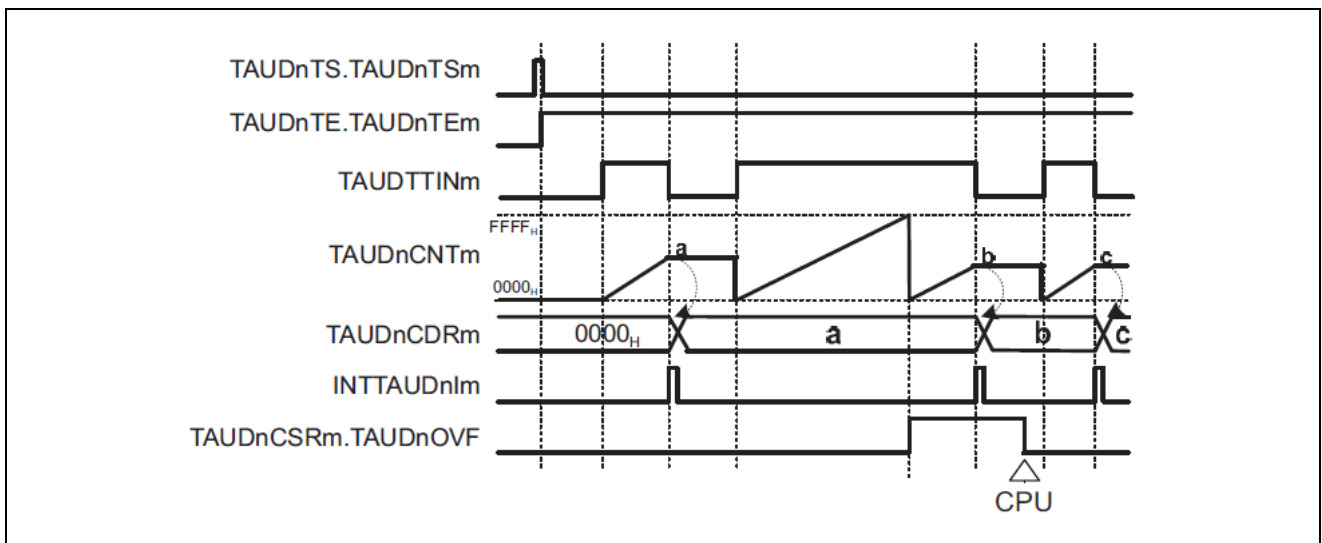 TAUDnTS.TAUDnTSm
TAUDnTE.TAUDnTEm
TAUDTTINm
FFFFH
TAUDnCNTm
a
b
c
0000H
TAUDnCDRm
0000H
a
b
c
INTTAUDnIm
TAUDnCSRm.TAUDnOVF
CPU